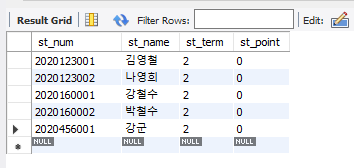 Result Grid Filter Rows: Edit:
st_num st_name st_term st_point
2020123001 김영철 2 0
2020123002 나영희 2 0
2020160001 강철수 2 0
2020160002 박철수 2 0
2020456001 강군 2 0
NULL NULL NULL NULL